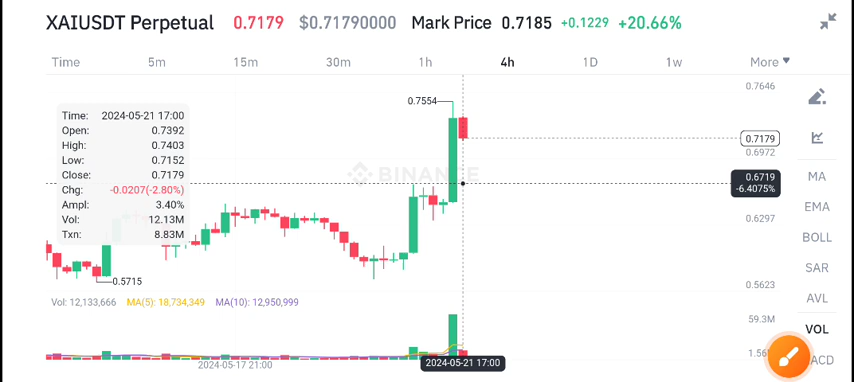 XAIUSDT Perpetual 0.7179 $0.71790000 Mark Price 0.7185 +0.1229 +20.66%
Time 5m 15m 30m 1h 4h 1D 1w More
0.7646
0.7554
Time: 2024-05-21 17:00
Open: 0.7392
High: 0.7403
Low: 0.7152
Close: 0.7179
Chg: -0.0207(-2.80%)
Ampl: 3.40%
Vol: 12.13M
Txn: 8.83M
0.7179
0.6972
BINANCE
0.6719
-6.4075%
0.6297
0.5715
0.5623
MA
EMA
BOLL
SAR
AVL
VOL
Vol: 12,133,666 MA(5): 18,734,349 MA(10): 12,950,999
59.3M
2024-05-17 21:00
2024-05-21 17:00